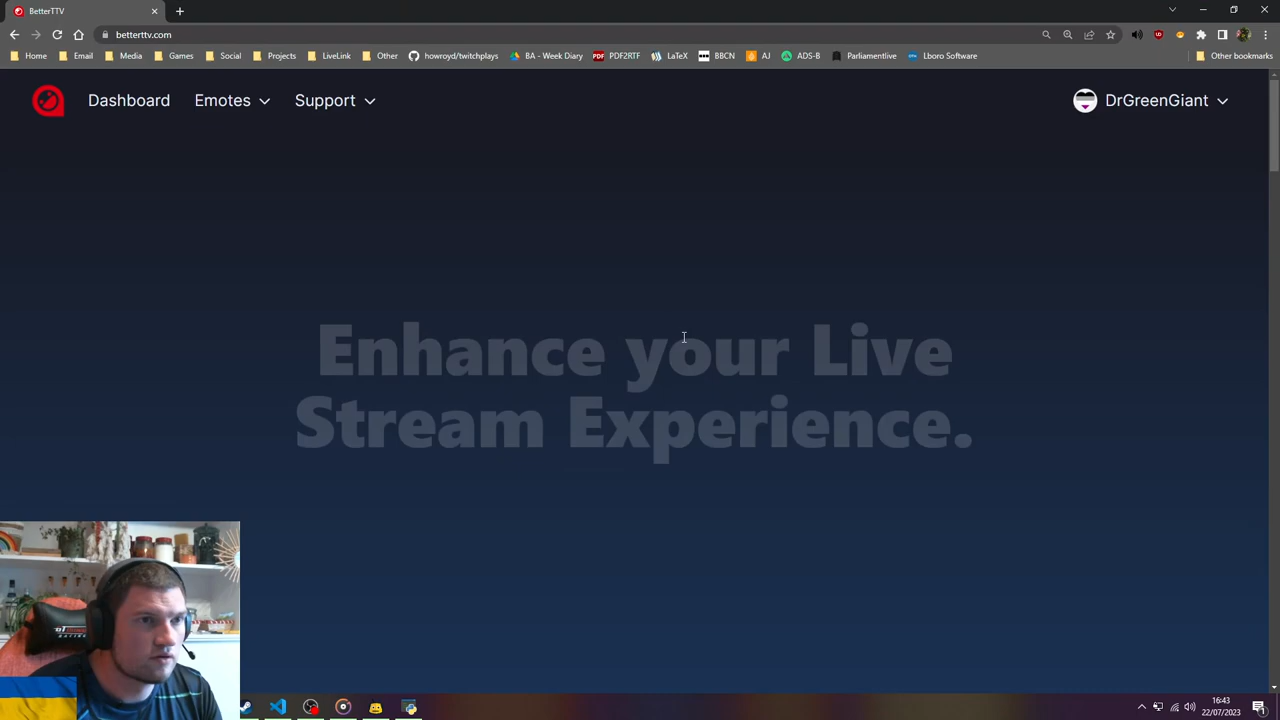 BetterTTV
betterttv.com
Home Email Media Games Social Projects LiveLink Other howroyd/twitchplays BA - Week Diary PDF PDF2RTF LaTeX BBCN AJ ADS-B Parliamentlive Lboro Software Other bookmarks
Dashboard Emotes Support DrGreenGiant
Enhance your Live
Stream Experience.
16:43
22/07/2023